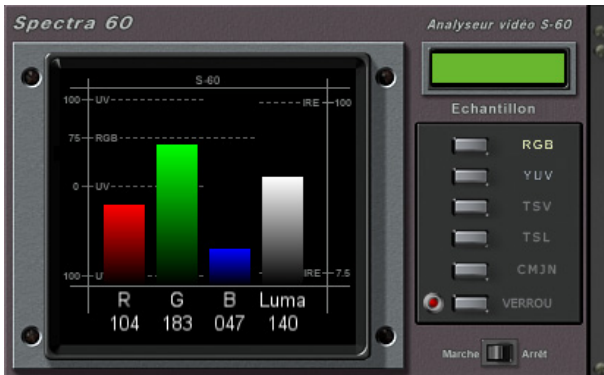 Spectra 60
Analyseur vidéo S-60
S-60
100 UV IRE 100
75 RGB
0 UV
100 UV IRE 7.5
R G B Luma
104 183 047 140
Echantillon
RGB
YUV
TSV
TSL
CMJN
VERROU
Marche Arrêt